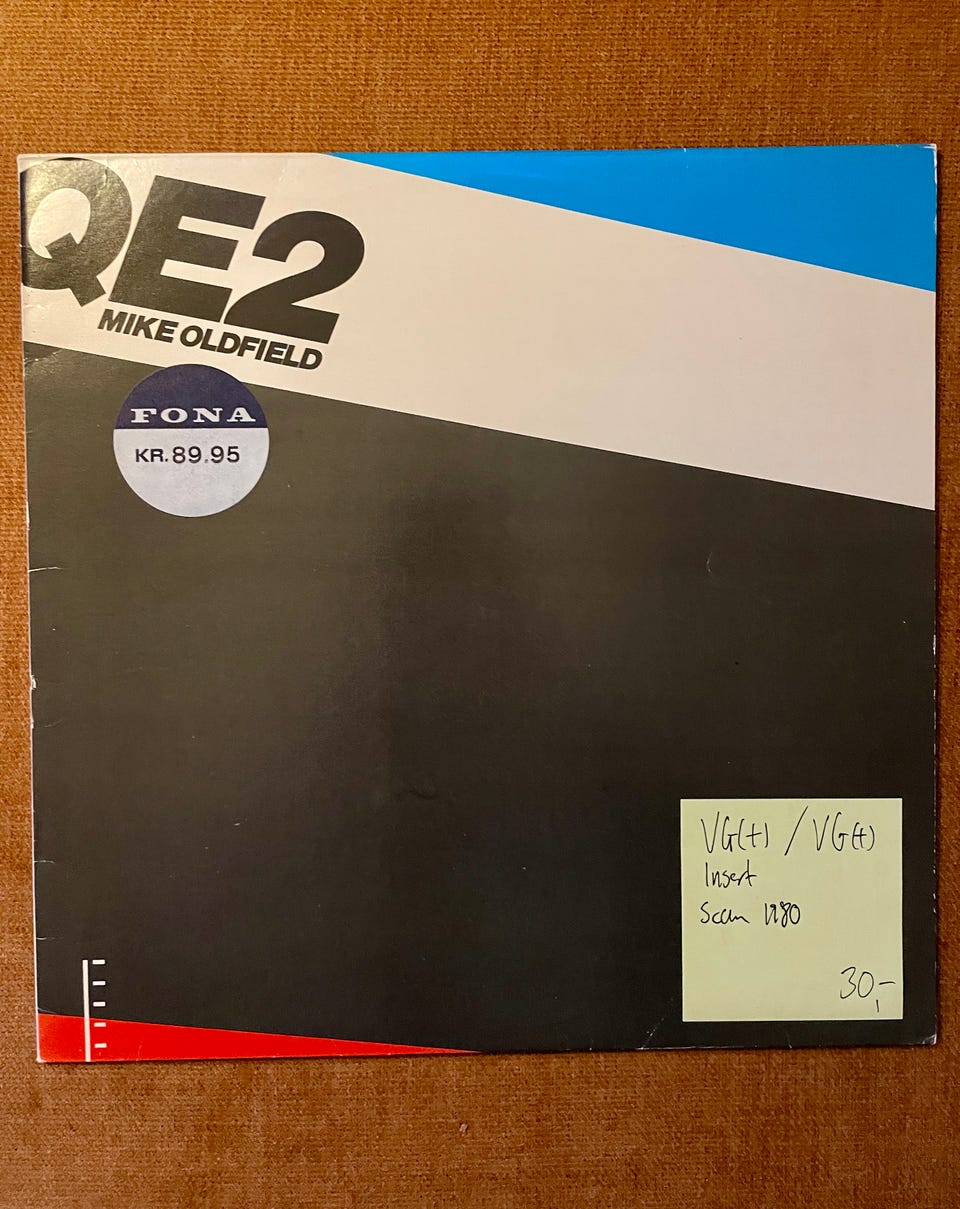 QE2
MIKE OLDFIELD
FONA
KR. 89.95
VG(+) / VG(+)
Insert
Scan 1980
30,-